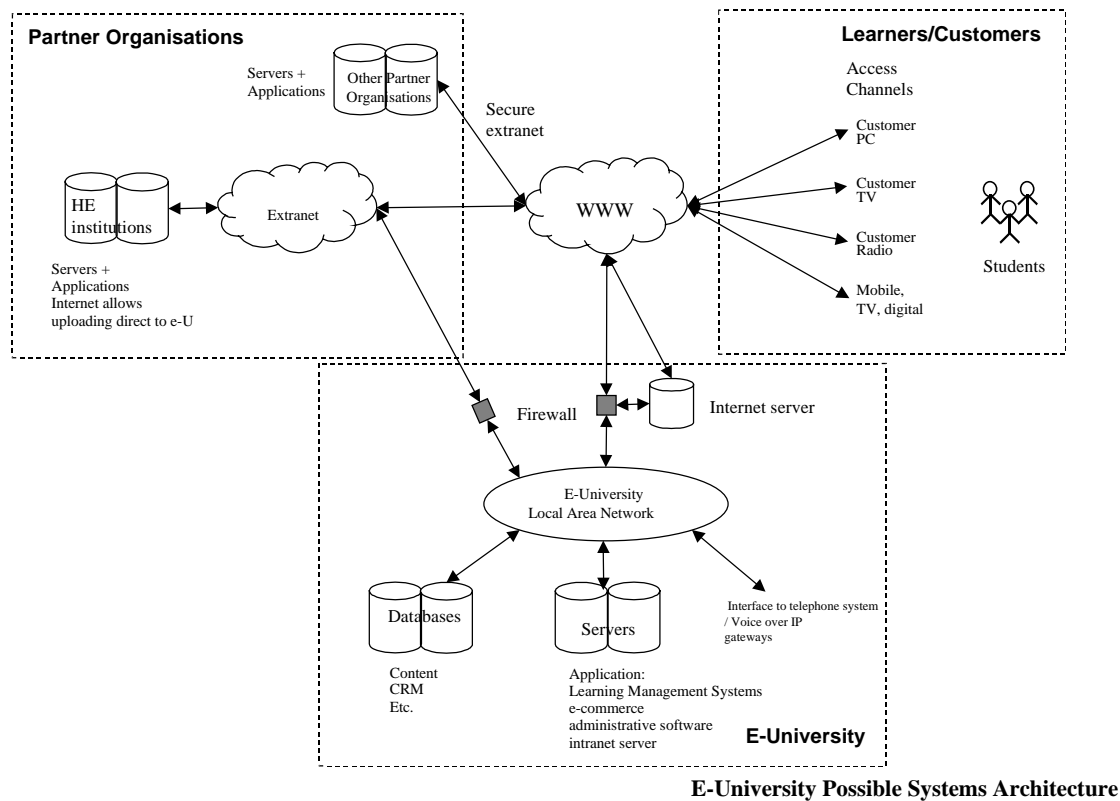 Partner Organisations
Servers +
Applications
Other Partner
Organisations
Secure
extranet
HE
institutions
Extranet
WWW
Servers +
Applications
Internet allows
uploading direct to e-U
Learners/Customers
Access
Channels
Customer
PC
Customer
TV
Customer
Radio
Mobile,
TV, digital
Students
Firewall
Internet server
E-University
Local Area Network
Databases
Content
CRM
Etc.
Servers
Application:
Learning Management Systems
e-commerce
administrative software
intranet server
Interface to telephone system
/ Voice over IP
gateways
E-University
E-University Possible Systems Architecture